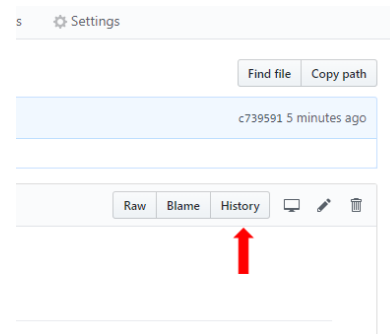 s Settings
Find file Copy path
c739591 5 minutes ago
Raw Blame History